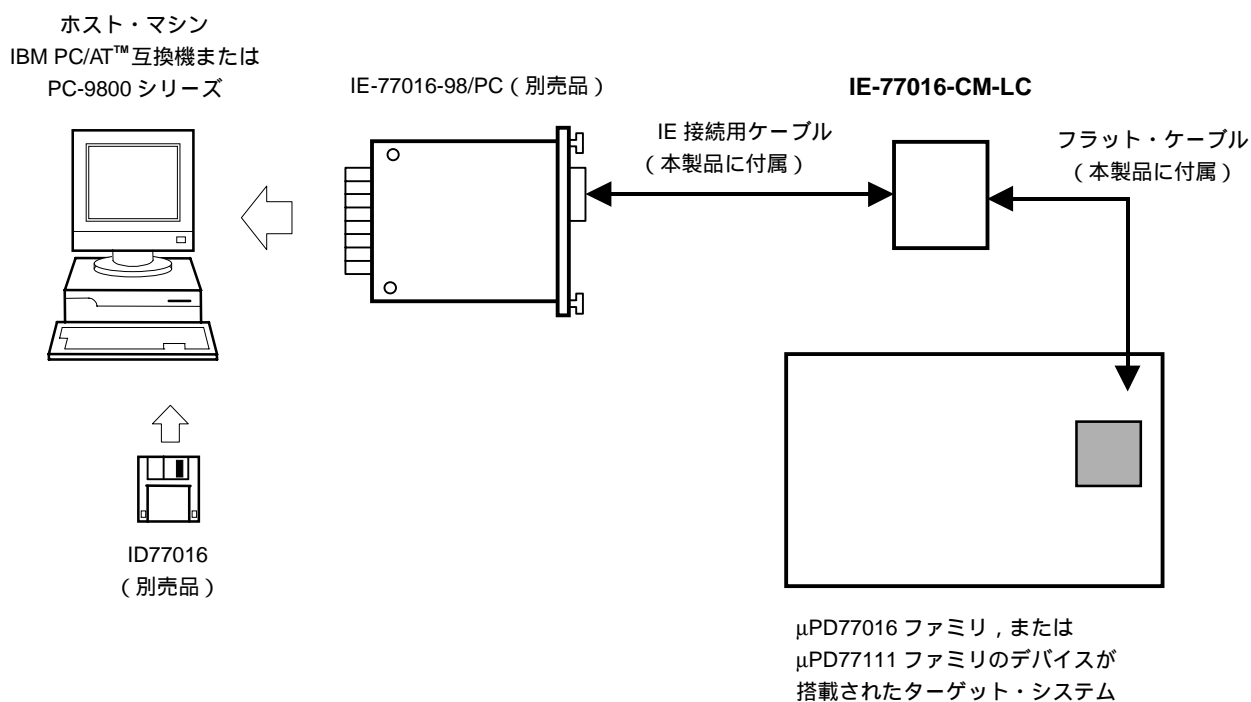 ホスト・マシン
IBM PC/AT™互換機または
PC-9800 シリーズ
IE-77016-98/PC（別売品）
IE-77016-CM-LC
IE 接続用ケーブル
（本製品に付属）
フラット・ケーブル
（本製品に付属）
ID77016
（別売品）
μPD77016 ファミリ，または
μPD77111 ファミリのデバイスが
搭載されたターゲット・システム